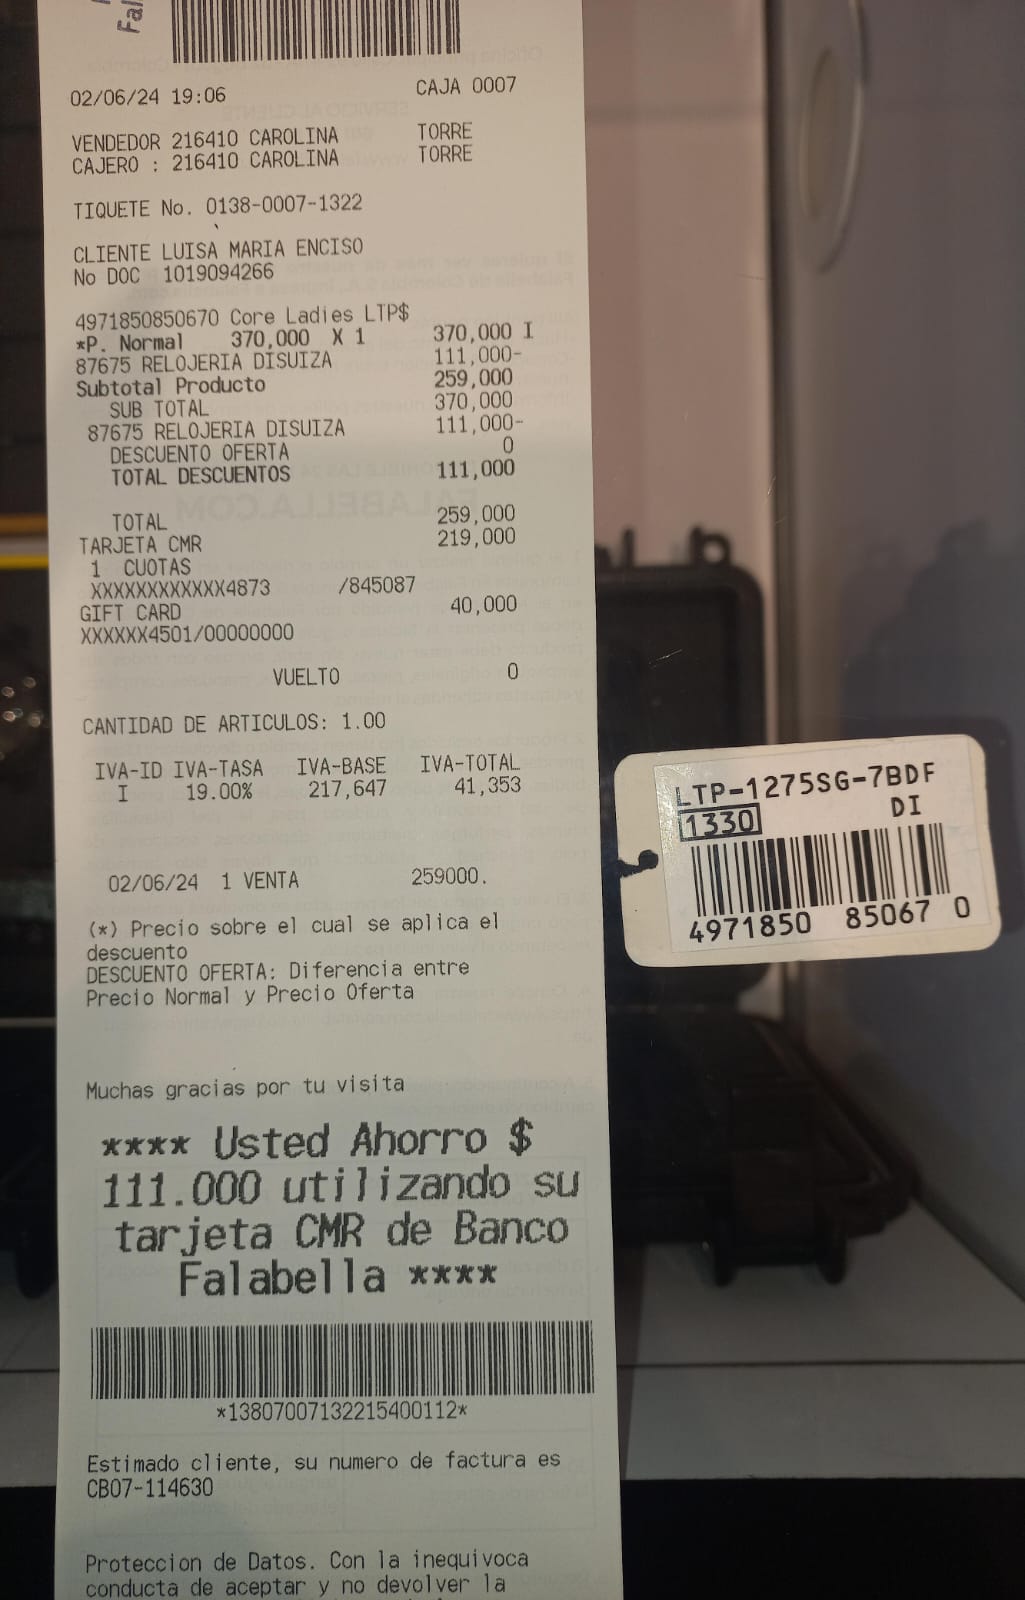 Fal
02/06/24 19:06 CAJA 0007
VENDEDOR 216410 CAROLINA TORRE
CAJERO : 216410 CAROLINA TORRE
TIQUETE No. 0138-0007-1322
CLIENTE LUISA MARIA ENCISO
No DOC 1019094266
4971850850670 Core Ladies LTP$
*P. Normal 370,000 X 1 370,000 I
87675 RELOJERIA DISUIZA 111,000-
Subtotal Producto 259,000
SUB TOTAL 370,000
87675 RELOJERIA DISUIZA 111,000-
DESCUENTO OFERTA 0
TOTAL DESCUENTOS 111,000
TOTAL 259,000
TARJETA CMR 219,000
1 CUOTAS
XXXXXXXXXXXX4873 /845087
GIFT CARD 40,000
XXXXXX4501/00000000
VUELTO 0
CANTIDAD DE ARTICULOS: 1.00
IVA-ID IVA-TASA IVA-BASE IVA-TOTAL
I 19.00% 217,647 41,353
02/06/24 1 VENTA 259000.
(*) Precio sobre el cual se aplica el
descuento
DESCUENTO OFERTA: Diferencia entre
Precio Normal y Precio Oferta
Muchas gracias por tu visita
**** Usted Ahorro $
111.000 utilizando su
tarjeta CMR de Banco
Falabella ****
*13807007132215400112*
Estimado cliente, su numero de factura es
CB07-114630
Proteccion de Datos. Con la inequivoca
conducta de aceptar y no devolver la
LTP-1275SG-7BDF
DI
1330
4971850 85067 0